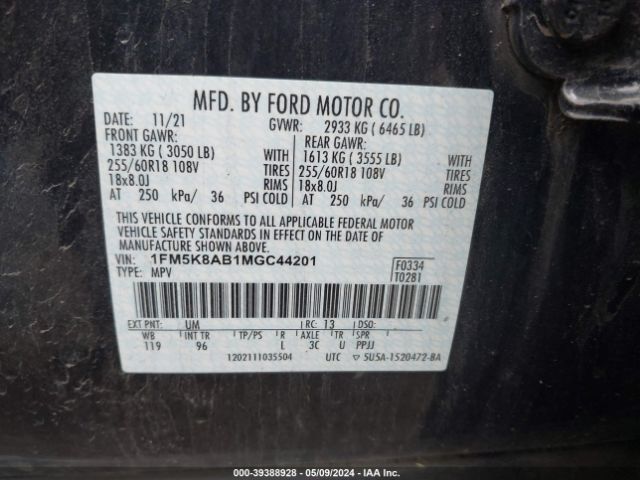 MFD. BY FORD MOTOR CO.
DATE: 11/21 GVWR: 2933 KG ( 6465 LB)
FRONT GAWR: REAR GAWR:
1383 KG ( 3050 LB) WITH 1613 KG ( 3555 LB) WITH
255/60R18 108V TIRES 255/60R18 108V TIRES
18x8.0J RIMS 18x8.0J RIMS
AT 250 kPa/ 36 PSI COLD AT 250 kPa/ 36 PSI COLD
THIS VEHICLE CONFORMS TO ALL APPLICABLE FEDERAL MOTOR
VEHICLE SAFETY STANDARDS IN EFFECT ON THE DATE OF
MANUFACTURE SHOWN ABOVE.
VIN: 1FM5K8AB1MGC44201 F0334
TYPE: MPV T0281
EXT PNT: UM RC: 13 DSO:
WB INT TR TP/PS R AXLE TR SPR
119 96 L 3C U PPJJ
1202111035504 UTC 5U5A-1520472-BA
000-39388928 - 05/09/2024 - IAA Inc.